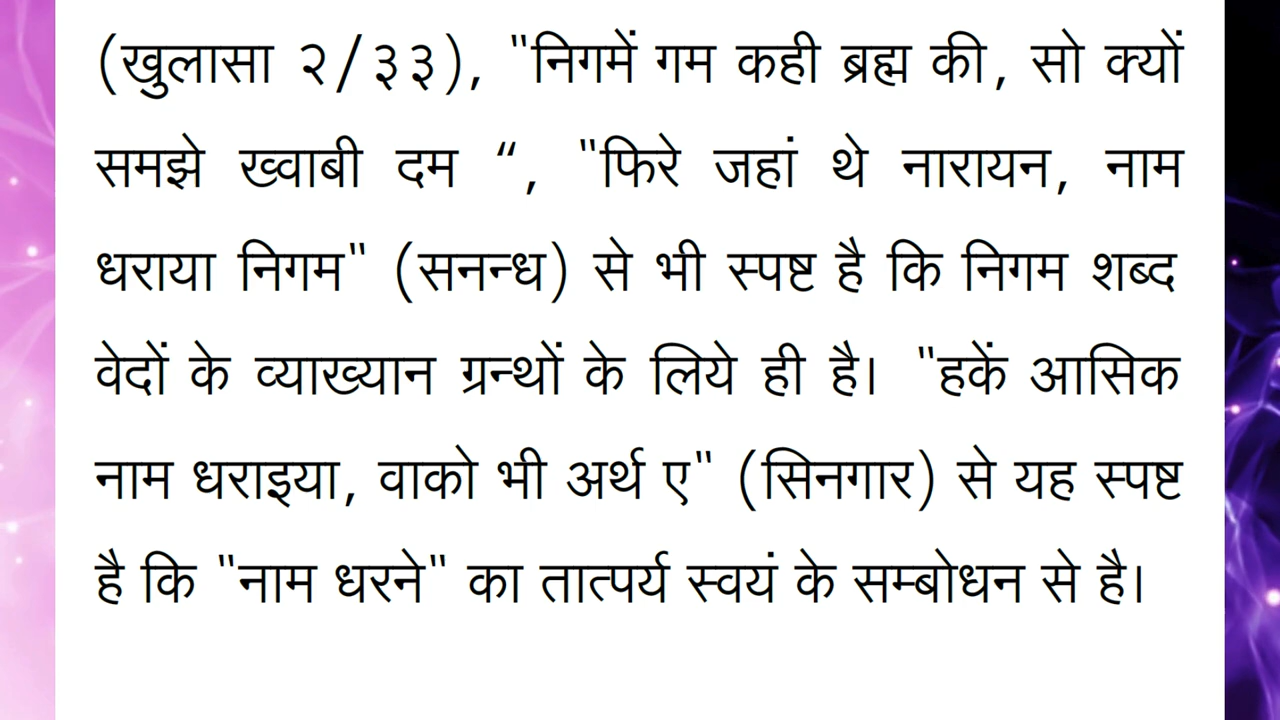 (खुलासा २/३३), "निगमें गम कही ब्रह्म की, सो क्यों
समझे ख्वाबी दम “, "फिरे जहां थे नारायन, नाम
धराया निगम" (सनन्ध) से भी स्पष्ट है कि निगम शब्द
वेदों के व्याख्यान ग्रन्थों के लिये ही है। "हकें आसिक
नाम धराइया, वाको भी अर्थ ए" (सिनगार) से यह स्पष्ट
है कि "नाम धरने" का तात्पर्य स्वयं के सम्बोधन से है।